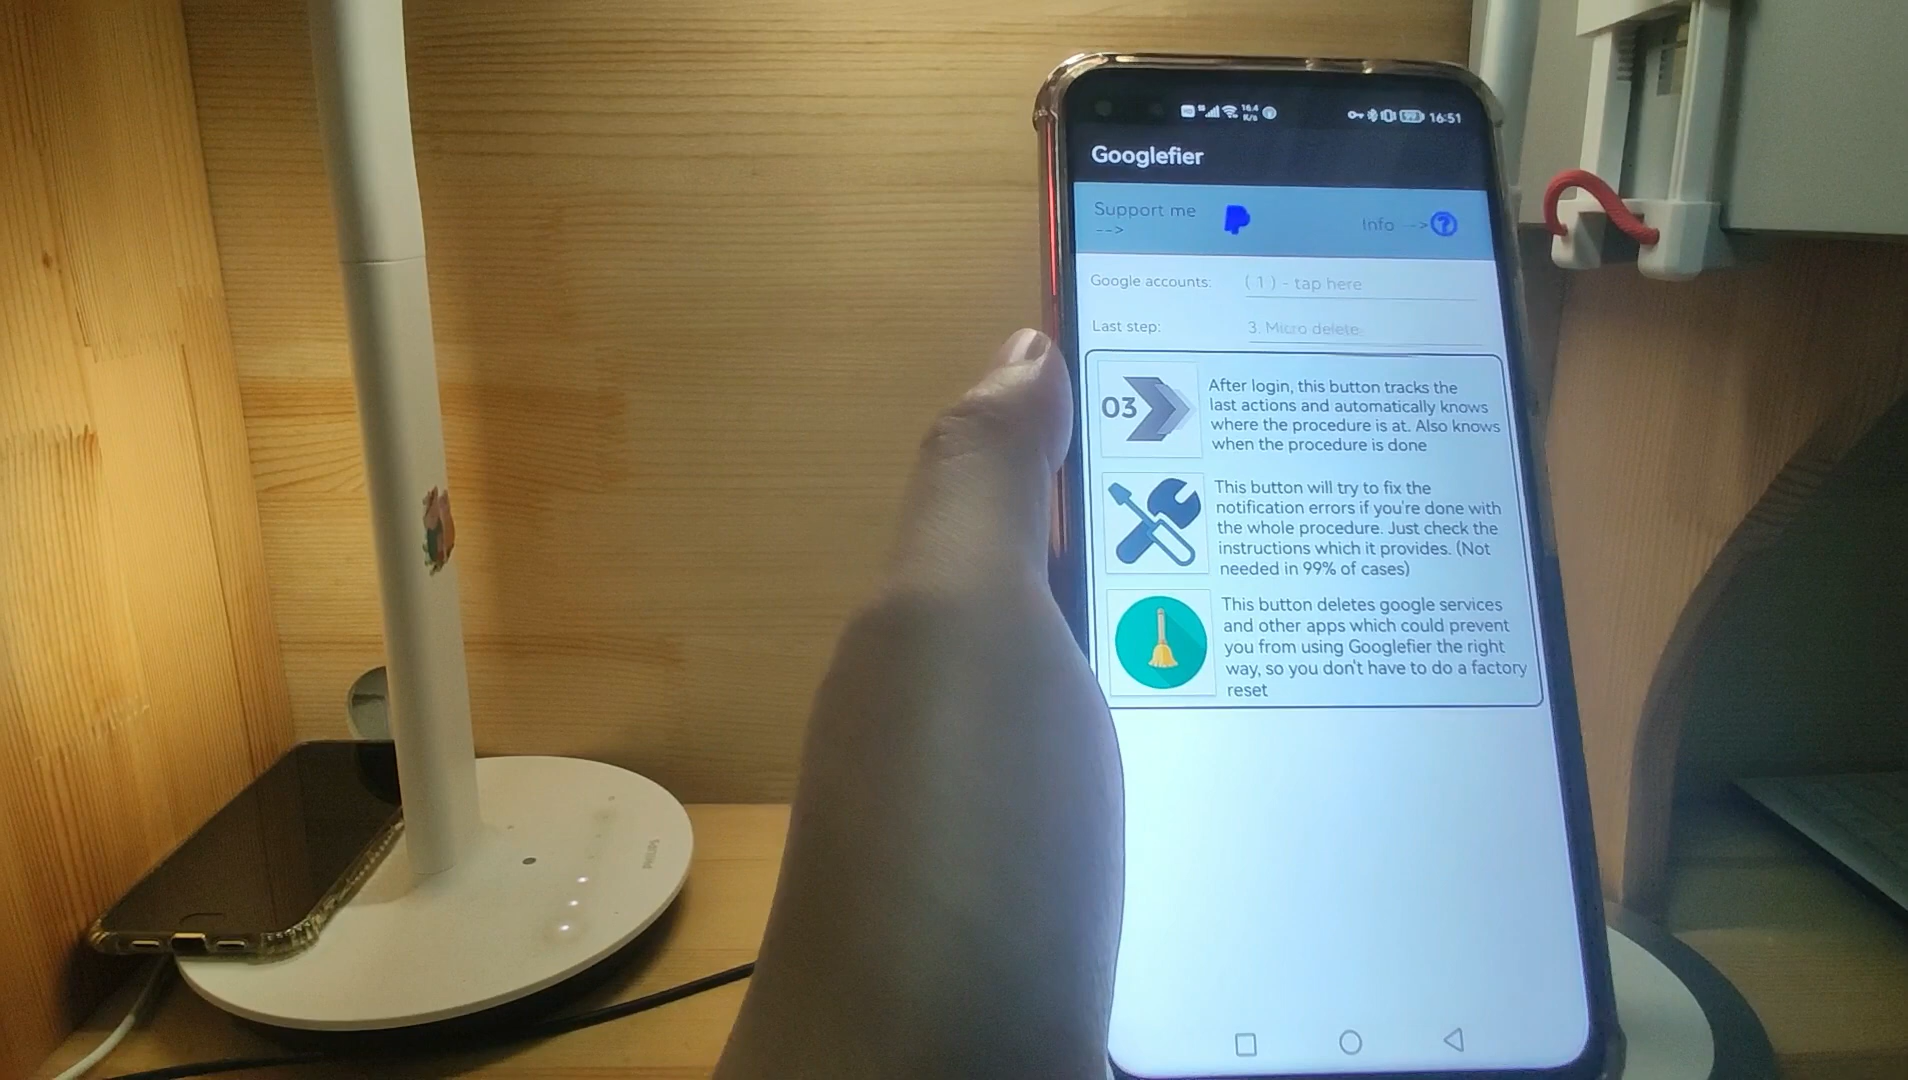 16.4
K/s
16:51
Googlefier
Support me
-->
Info -->
?
Google accounts:
( 1 ) - tap here
Last step:
3. Micro delete
03
After login, this button tracks the
last actions and automatically knows
where the procedure is at. Also knows
when the procedure is done
This button will try to fix the
notification errors if you're done with
the whole procedure. Just check the
instructions which it provides. (Not
needed in 99% of cases)
This button deletes google services
and other apps which could prevent
you from using Googlefier the right
way, so you don't have to do a factory
reset
PHILIPS